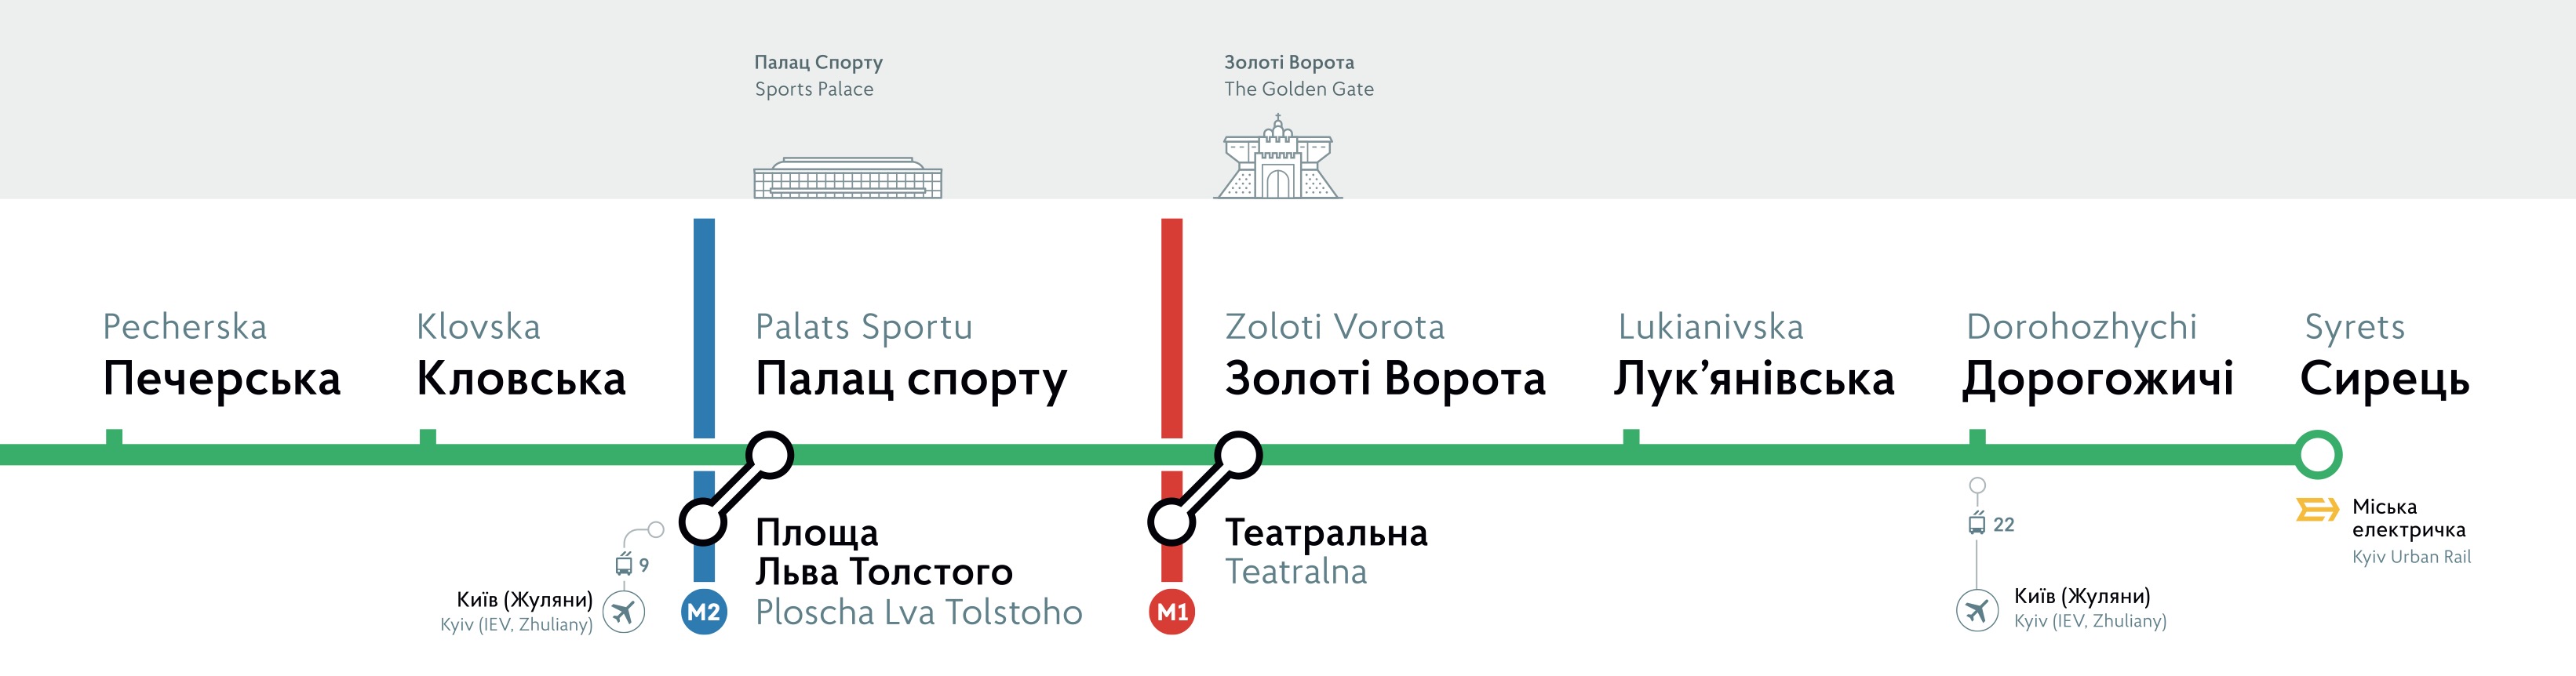 Палац Спорту
Sports Palace
Золоті Ворота
The Golden Gate
Pecherska
Печерська
Klovska
Кловська
Palats Sportu
Палац спорту
Zoloti Vorota
Золоті Ворота
Lukianivska
Лук’янівська
Dorohozhychi
Дорогожичі
Syrets
Сирець
9
Київ (Жуляни)
Kyiv (IEV, Zhuliany)
M2
Площа
Льва Толстого
Ploscha Lva Tolstoho
M1
Театральна
Teatralna
22
Київ (Жуляни)
Kyiv (IEV, Zhuliany)
Міська
електричка
Kyiv Urban Rail